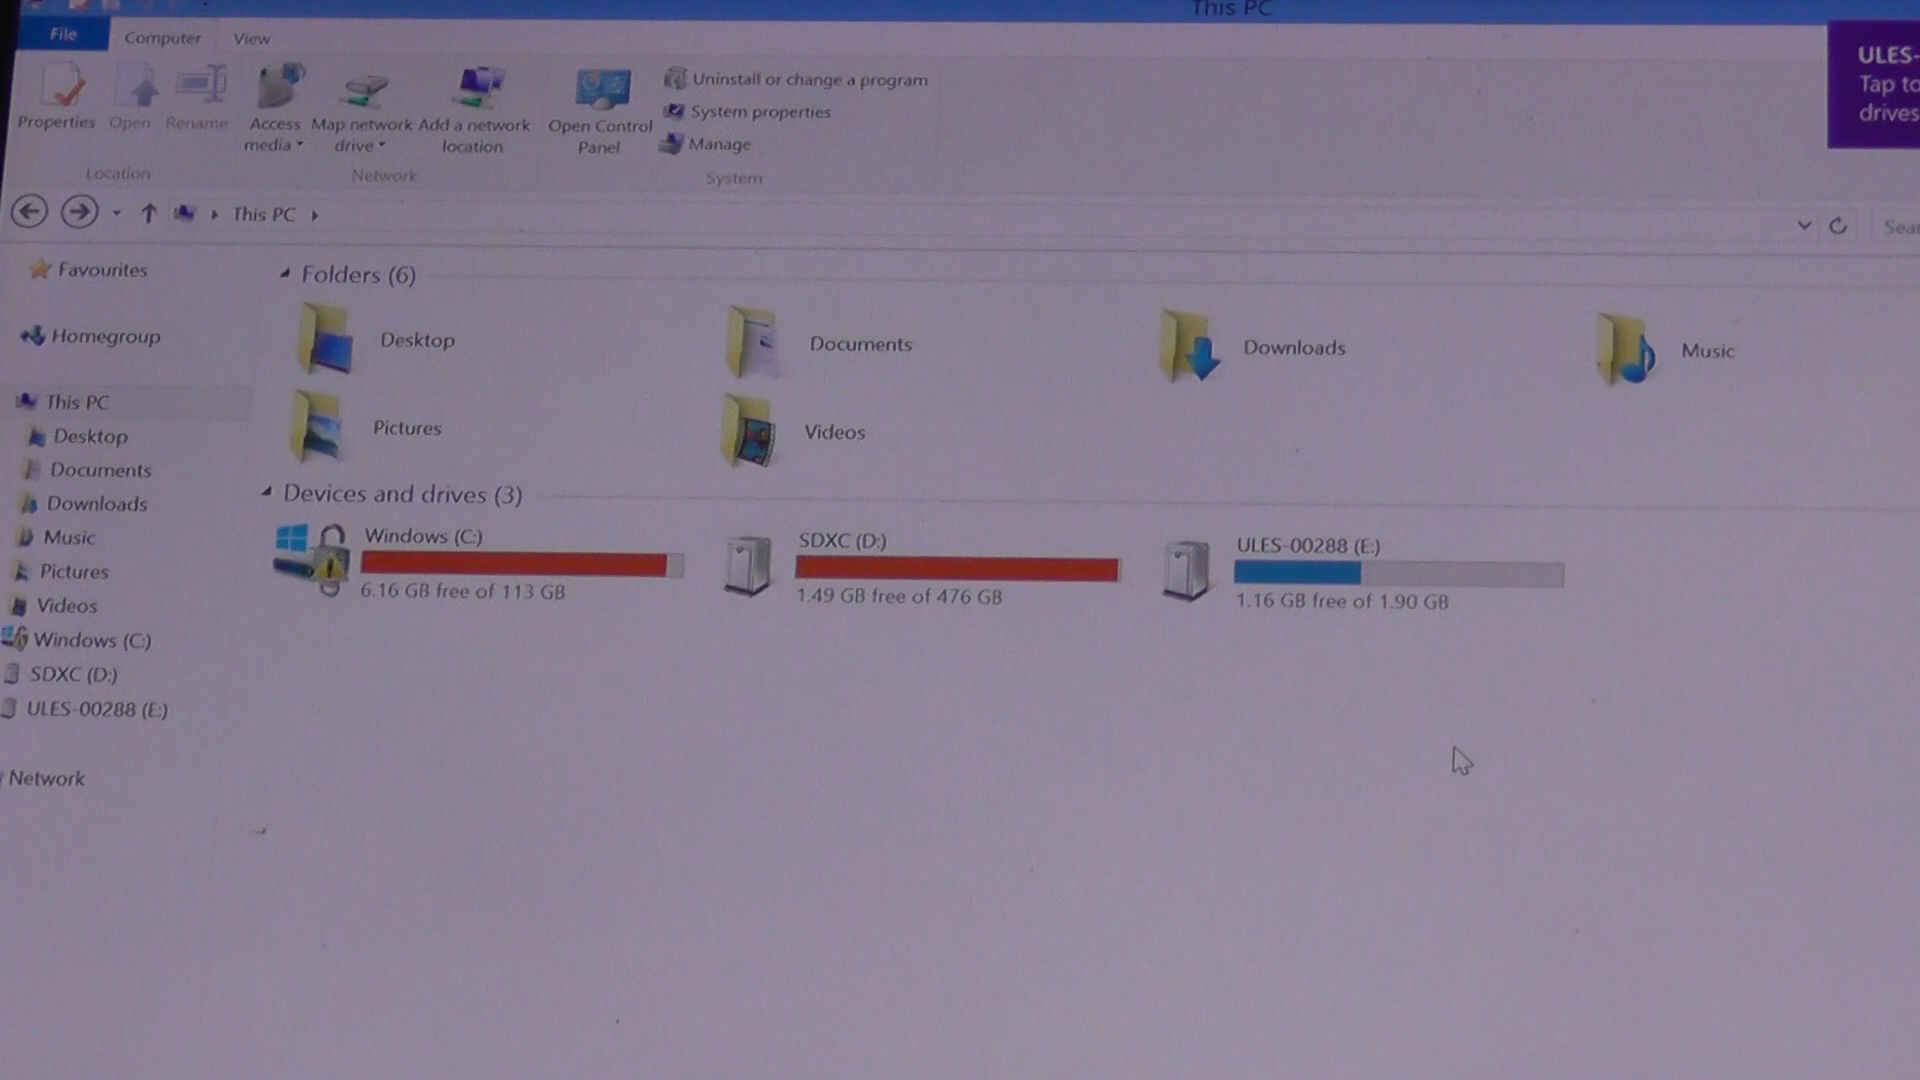 This PC
File Computer View
ULES-
Tap to
drives
Properties Open Rename
Access media
Map network drive
Add a network location
Open Control Panel
Uninstall or change a program
System properties
Manage
Location
Network
System
This PC
Sear
Favourites
Homegroup
This PC
Desktop
Documents
Downloads
Music
Pictures
Videos
Windows (C:)
SDXC (D:)
ULES-00288 (E:)
Network
Folders (6)
Desktop
Documents
Downloads
Music
Pictures
Videos
Devices and drives (3)
Windows (C:)
6.16 GB free of 113 GB
SDXC (D:)
1.49 GB free of 476 GB
ULES-00288 (E:)
1.16 GB free of 1.90 GB